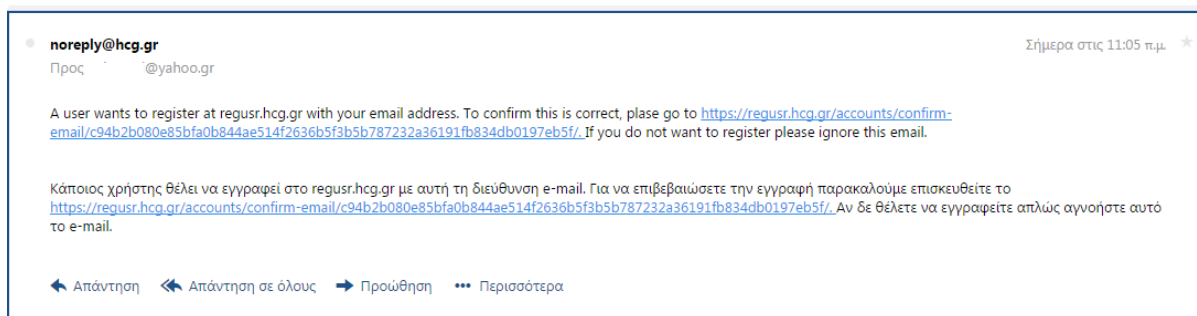 noreply@hcg.gr
Σήμερα στις 11:05 π.μ.
Προς @yahoo.gr
A user wants to register at regusr.hcg.gr with your email address. To confirm this is correct, plase go to https://regusr.hcg.gr/accounts/confirm-
email/c94b2b080e85bfa0b844ae514f2636b5f3b5b787232a36191fb834db0197eb5f/. If you do not want to register please ignore this email.
Κάποιος χρήστης θέλει να εγγραφεί στο regusr.hcg.gr με αυτή τη διεύθυνση e-mail. Για να επιβεβαιώσετε την εγγραφή παρακαλούμε επισκευθείτε το
https://regusr.hcg.gr/accounts/confirm-email/c94b2b080e85bfa0b844ae514f2636b5f3b5b787232a36191fb834db0197eb5f/. Αν δε θέλετε να εγγραφείτε απλώς αγνοήστε αυτό
το e-mail.
Απάντηση Απάντηση σε όλους Προώθηση Περισσότερα